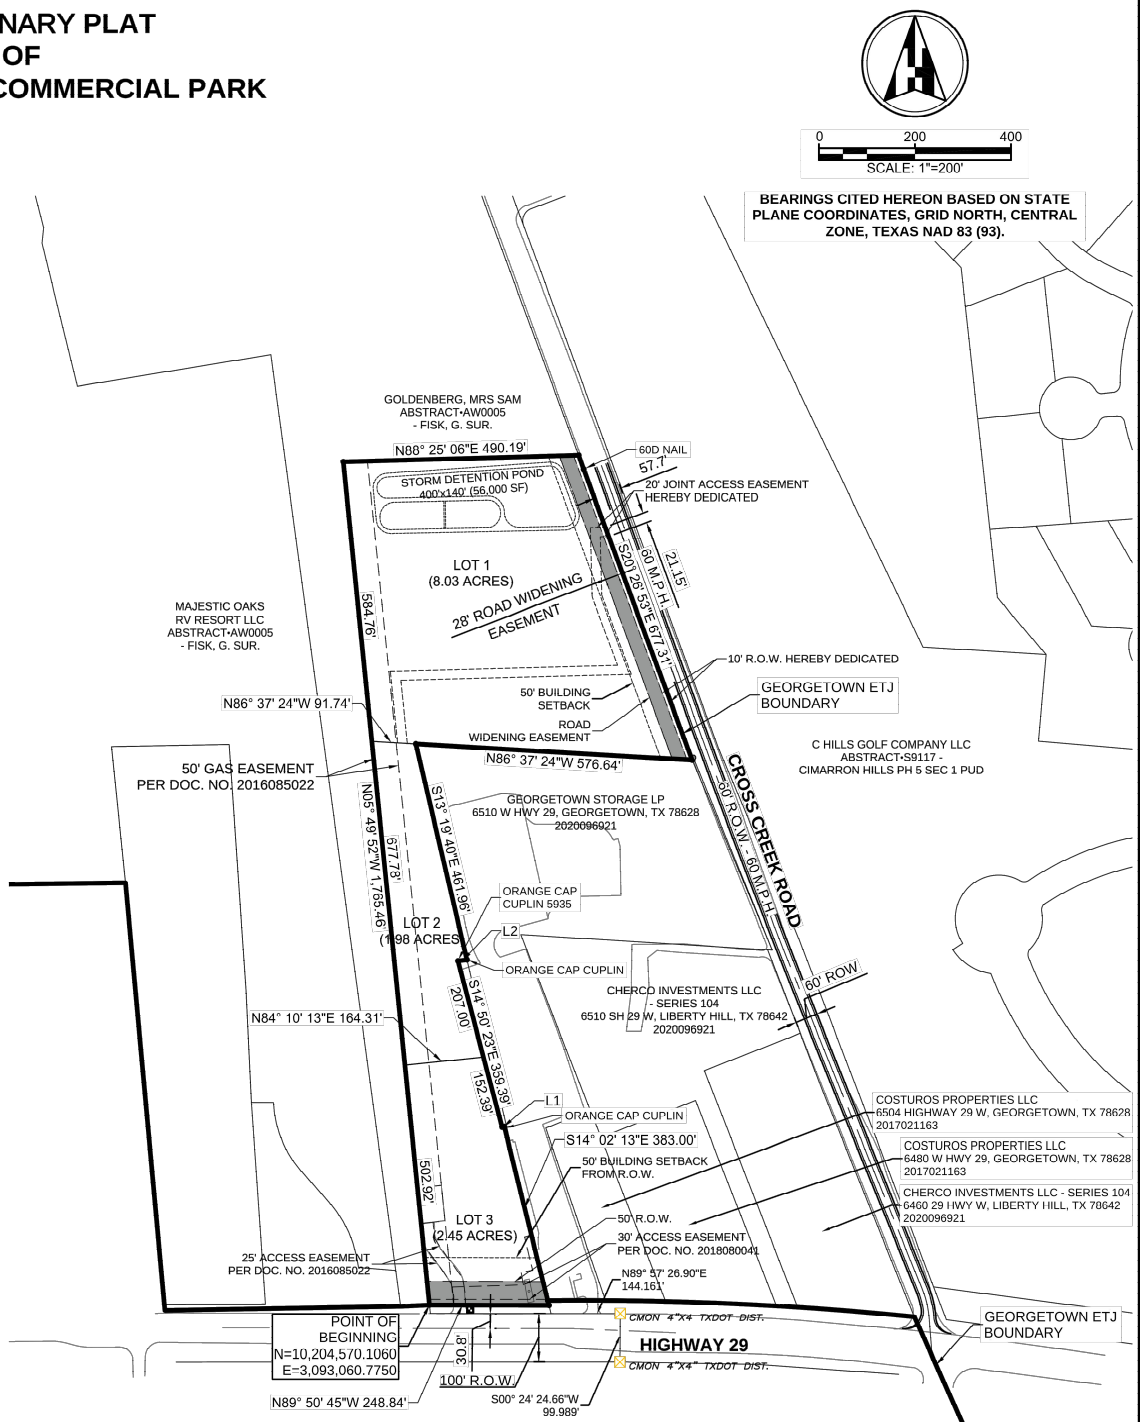 NARY PLAT
OF
COMMERCIAL PARK
0 200 400
SCALE: 1"=200'
BEARINGS CITED HEREON BASED ON STATE
PLANE COORDINATES, GRID NORTH, CENTRAL
ZONE, TEXAS NAD 83 (93).
GOLDENBERG, MRS SAM
ABSTRACT•AW0005
- FISK, G. SUR.
N88° 25' 06"E 490.19'
60D NAIL
57.7'
20' JOINT ACCESS EASEMENT
HEREBY DEDICATED
STORM DETENTION POND
400'x140' (56,000 SF)
LOT 1
(8.03 ACRES)
28' ROAD WIDENING
EASEMENT
S20° 26' 53"E 677.31'
60 M.P.H.
21.15'
584.76'
MAJESTIC OAKS
RV RESORT LLC
ABSTRACT•AW0005
- FISK, G. SUR.
10' R.O.W. HEREBY DEDICATED
GEORGETOWN ETJ
BOUNDARY
50' BUILDING
SETBACK
ROAD
WIDENING EASEMENT
N86° 37' 24"W 91.74'
N86° 37' 24"W 576.64'
50' GAS EASEMENT
PER DOC. NO. 2016085022
C HILLS GOLF COMPANY LLC
ABSTRACT•S9117 -
CIMARRON HILLS PH 5 SEC 1 PUD
CROSS CREEK ROAD
60' R.O.W. - 60 M.P.H.
GEORGETOWN STORAGE LP
6510 W HWY 29, GEORGETOWN, TX 78628
2020096921
S13° 19' 40"E 461.96'
N05° 49' 52"W 1,765.46'
677.78'
ORANGE CAP
CUPLIN 5935
LOT 2
(1.98 ACRES)
L2
ORANGE CAP CUPLIN
60' ROW
CHERCO INVESTMENTS LLC
- SERIES 104
6510 SH 29 W, LIBERTY HILL, TX 78642
2020096921
207.00'
S14° 50' 23"E 359.39'
N84° 10' 13"E 164.31'
152.39'
L1
ORANGE CAP CUPLIN
COSTUROS PROPERTIES LLC
6504 HIGHWAY 29 W, GEORGETOWN, TX 78628
2017021163
S14° 02' 13"E 383.00'
COSTUROS PROPERTIES LLC
6480 W HWY 29, GEORGETOWN, TX 78628
2017021163
50' BUILDING SETBACK
FROM R.O.W.
502.92'
CHERCO INVESTMENTS LLC - SERIES 104
6460 29 HWY W, LIBERTY HILL, TX 78642
2020096921
LOT 3
(2.45 ACRES)
50' R.O.W.
30' ACCESS EASEMENT
PER DOC. NO. 2018080041
25' ACCESS EASEMENT
PER DOC. NO. 2016085022
N89° 57' 26.90"E
144.161'
CMON 4"X4 TXDOT DIST.
POINT OF
BEGINNING
N=10,204,570.1060
E=3,093,060.7750
30.8'
HIGHWAY 29
GEORGETOWN ETJ
BOUNDARY
CMON 4"X4" TXDOT DIST.
100' R.O.W.
N89° 50' 45"W 248.84'
S00° 24' 24.66"W
99.989'